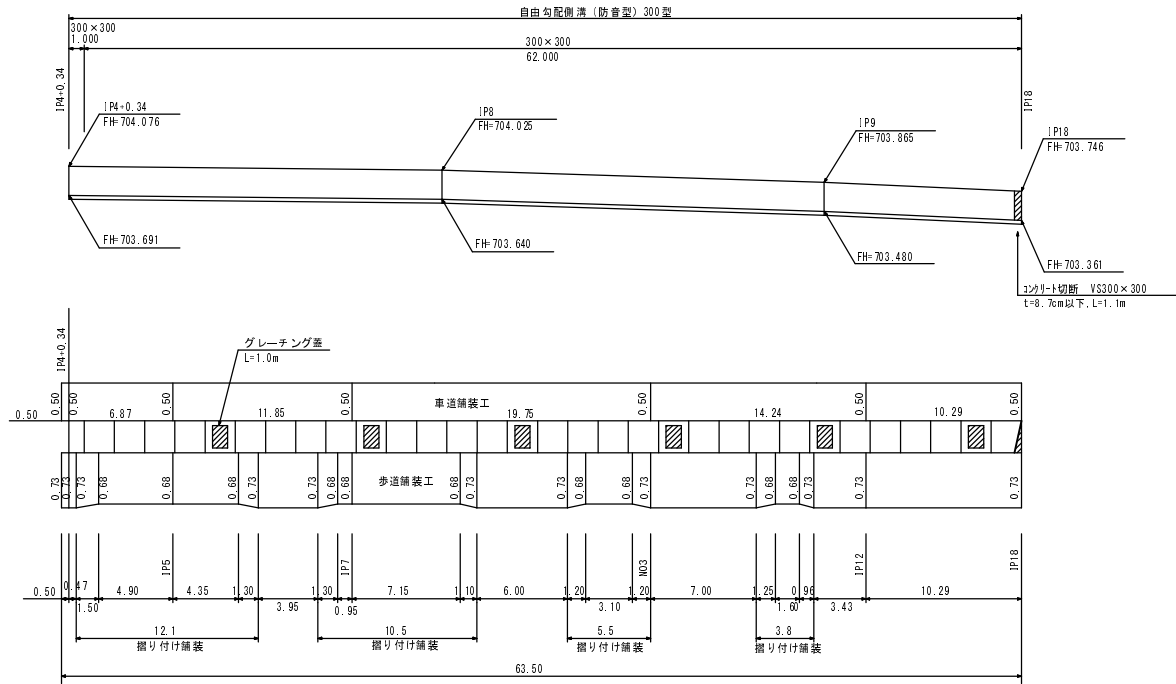 自由勾配側溝（防音型）300型
300×300
1.000
300×300
62.000
IP4+0.34
IP18
IP4+0.34
FH=704.076
IP8
FH=704.025
IP9
FH=703.865
IP18
FH=703.746
FH=703.691
FH=703.640
FH=703.480
FH=703.361
コンクリート切断 VS300×300
t=8.7cm以下, L=1.1m
IP4+0.34
グレーチング蓋
L=1.0m
0.50
0.50
0.50
6.87
0.50
11.85
0.50
車道舗装工
19.75
0.50
14.24
0.50
10.29
0.50
0.73
0.73
0.73
0.68
0.68
0.68
0.73
0.73
0.68
0.68
歩道舗装工
0.68
0.73
0.73
0.68
0.68
0.73
0.73
0.68
0.68
0.73
0.73
0.73
IP5
IP7
NO3
IP12
IP18
0.50
0.47
1.50
4.90
4.35
1.30
3.95
1.30
0.95
7.15
1.10
6.00
1.20
3.10
1.20
7.00
1.25
1.60
0.96
3.43
10.29
12.1
摺り付け舗装
10.5
摺り付け舗装
5.5
摺り付け舗装
3.8
摺り付け舗装
63.50